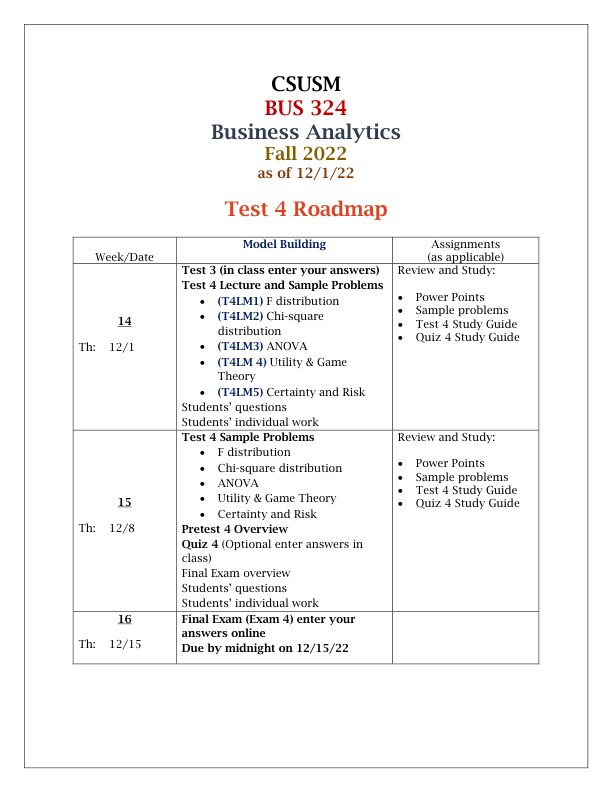 CSUSM
BUS 324
Business Analytics
Fall 2022
as of 12/1/22
Test 4 Roadmap
Week/Date
Model Building
Assignments
(as applicable)
14
Th: 12/1
Test 3 (in class enter your answers)
Test 4 Lecture and Sample Problems
• (T4LM1) F distribution
• (T4LM2) Chi-square
distribution
• (T4LM3) ANOVA
• (T4LM 4) Utility & Game
Theory
• (T4LM5) Certainty and Risk
Students’ questions
Students’ individual work
Review and Study:
• Power Points
• Sample problems
• Test 4 Study Guide
• Quiz 4 Study Guide
15
Th: 12/8
Test 4 Sample Problems
• F distribution
• Chi-square distribution
• ANOVA
• Utility & Game Theory
• Certainty and Risk
Pretest 4 Overview
Quiz 4 (Optional enter answers in
class)
Final Exam overview
Students’ questions
Students’ individual work
Review and Study:
• Power Points
• Sample problems
• Test 4 Study Guide
• Quiz 4 Study Guide
16
Th: 12/15
Final Exam (Exam 4) enter your
answers online
Due by midnight on 12/15/22